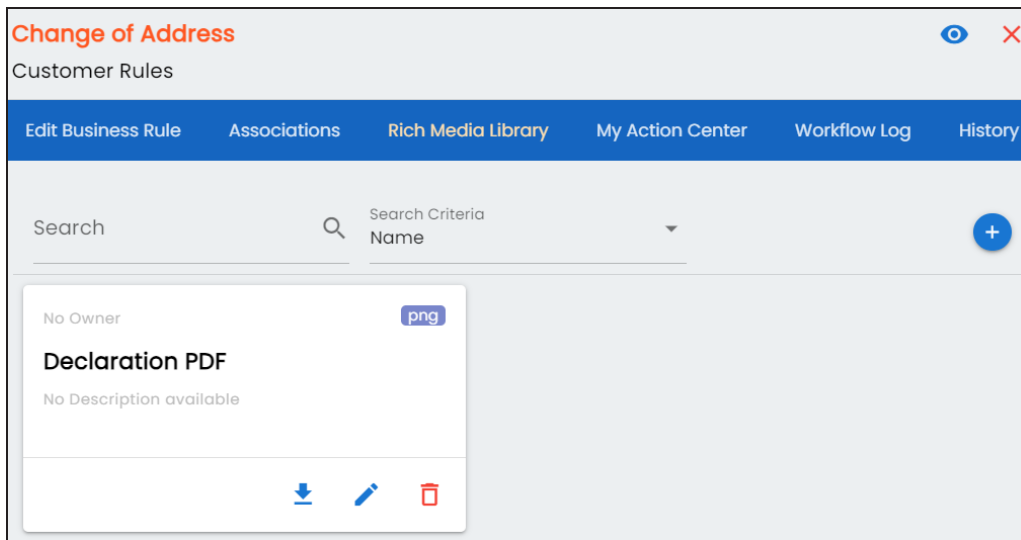 Change of Address
Customer Rules
Edit Business Rule Associations Rich Media Library My Action Center Workflow Log History
Search
Search Criteria
Name
No Owner
png
Declaration PDF
No Description available